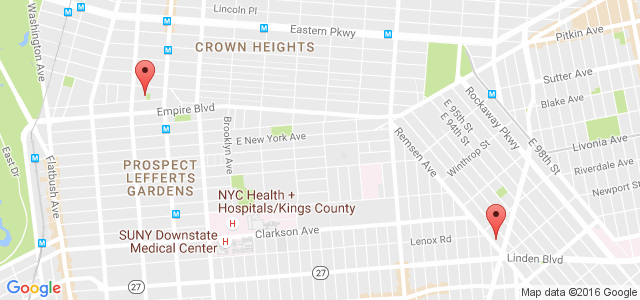 Lincoln Pl
Eastern Pkwy
Washington Ave
CROWN HEIGHTS
Pitkin Ave
Sutter Ave
Blake Ave
Rockaway Pkwy
E 98th St
E 95th St
E 94th St
Empire Blvd
Brooklyn Ave
E New York Ave
Remsen Ave
Winthrop St
Livonia Ave
Riverdale Ave
Newport St
East Dr
Flatbush Ave
PROSPECT
LEFFERTS
GARDENS
NYC Health +
Hospitals/Kings County
H
SUNY Downstate
Medical Center
H
Clarkson Ave
Lenox Rd
Linden Blvd
27
27
M
M
M
M
M
M
M
M
M
M
Google
Map data ©2016 Google